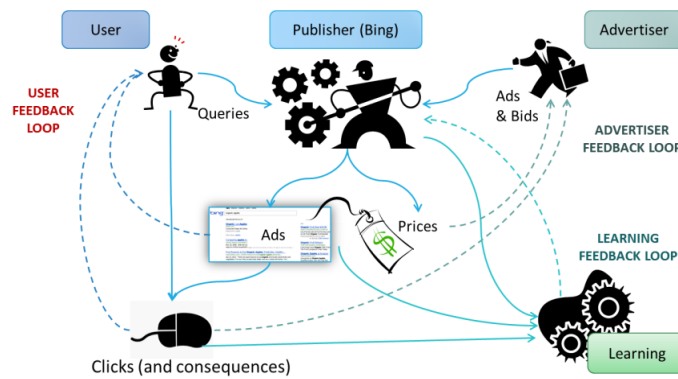 User
Publisher (Bing)
Advertiser
USER
FEEDBACK
LOOP
Queries
Ads
& Bids
ADVERTISER
FEEDBACK LOOP
Ads
Prices
$
LEARNING
FEEDBACK LOOP
Clicks (and consequences)
Learning